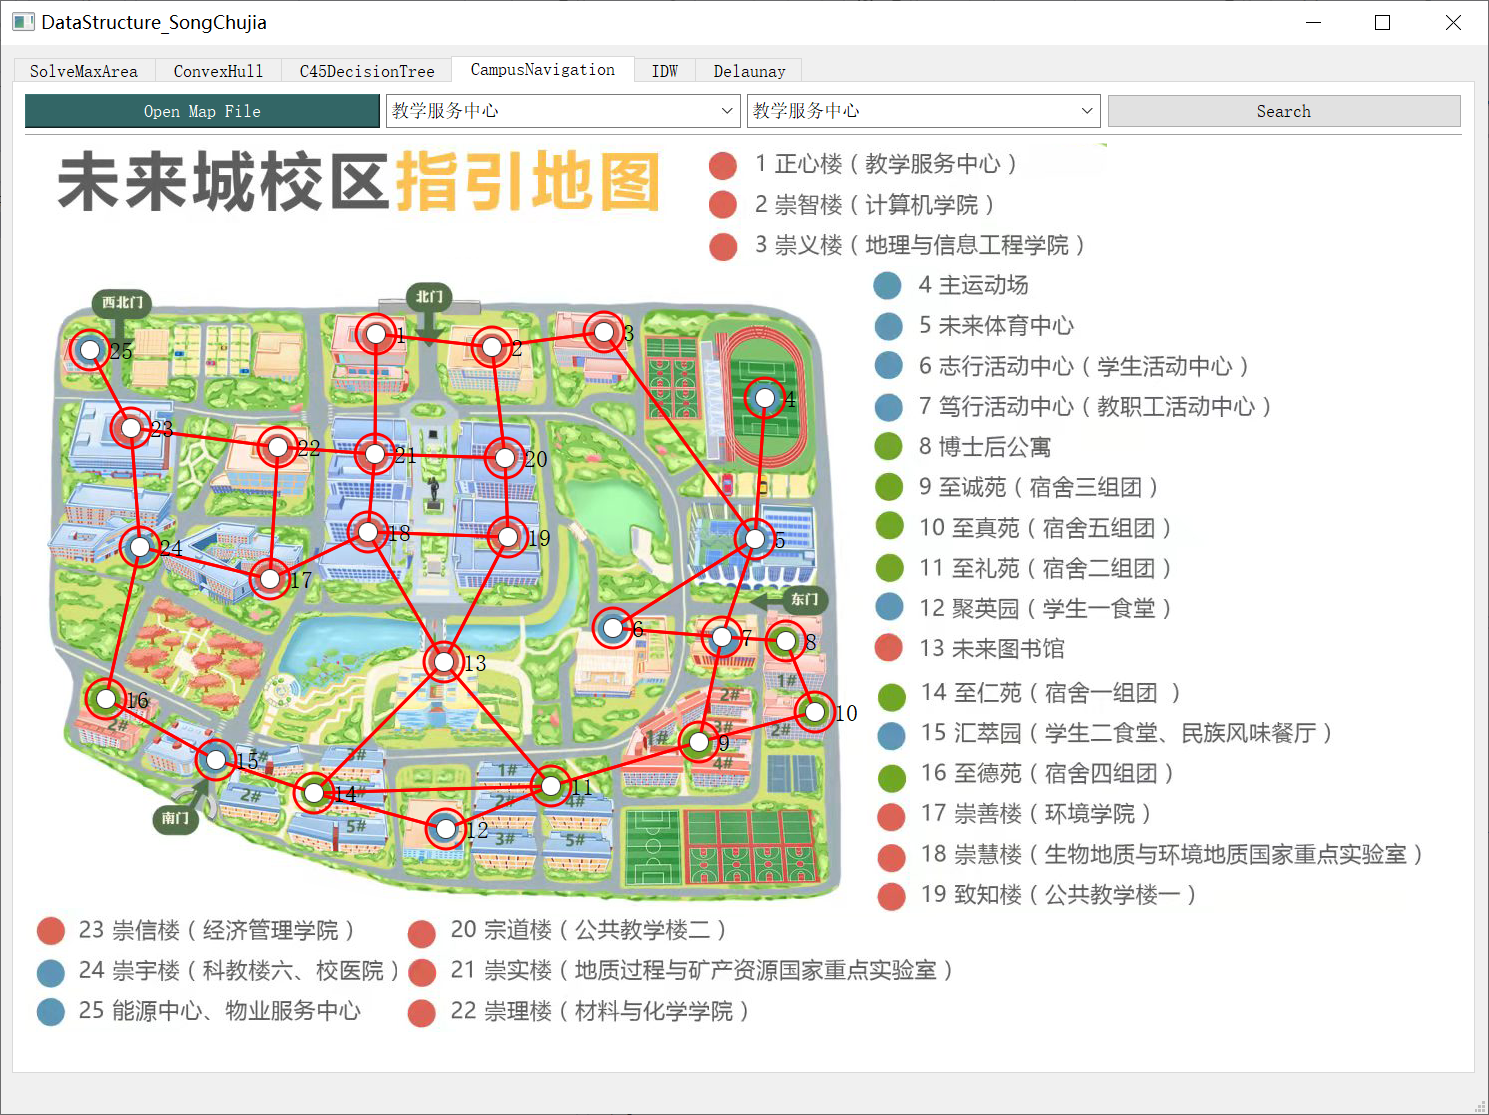 DataStructure_SongChujia
SolveMaxArea ConvexHull C45DecisionTree CampusNavigation IDW Delaunay
Open Map File 教学服务中心 教学服务中心 Search
未来城校区指引地图
1 正心楼（教学服务中心）
2 崇智楼（计算机学院）
3 崇义楼（地理与信息工程学院）
4 主运动场
5 未来体育中心
6 志行活动中心（学生活动中心）
7 笃行活动中心（教职工活动中心）
8 博士后公寓
9 至诚苑（宿舍三组团）
10 至真苑（宿舍五组团）
11 至礼苑（宿舍二组团）
12 聚英园（学生一食堂）
13 未来图书馆
14 至仁苑（宿舍一组团 ）
15 汇萃园（学生二食堂、民族风味餐厅）
16 至德苑（宿舍四组团）
17 崇善楼（环境学院）
18 崇慧楼（生物地质与环境地质国家重点实验室）
19 致知楼（公共教学楼一）
西北门
北门
1
2
3
25
4
23
22
21
20
18
19
24
5
17
东门
6
7
8
13
1#
2#
16
2#
10
1#
3#
2#
9
4#
15
1#
3#
1#
14
2#
11
2#
4#
南门
5#
12
3#
5#
23 崇信楼（经济管理学院）
24 崇宇楼（科教楼六、校医院）
25 能源中心、物业服务中心
20 宗道楼（公共教学楼二）
21 崇实楼（地质过程与矿产资源国家重点实验室）
22 崇理楼（材料与化学学院）